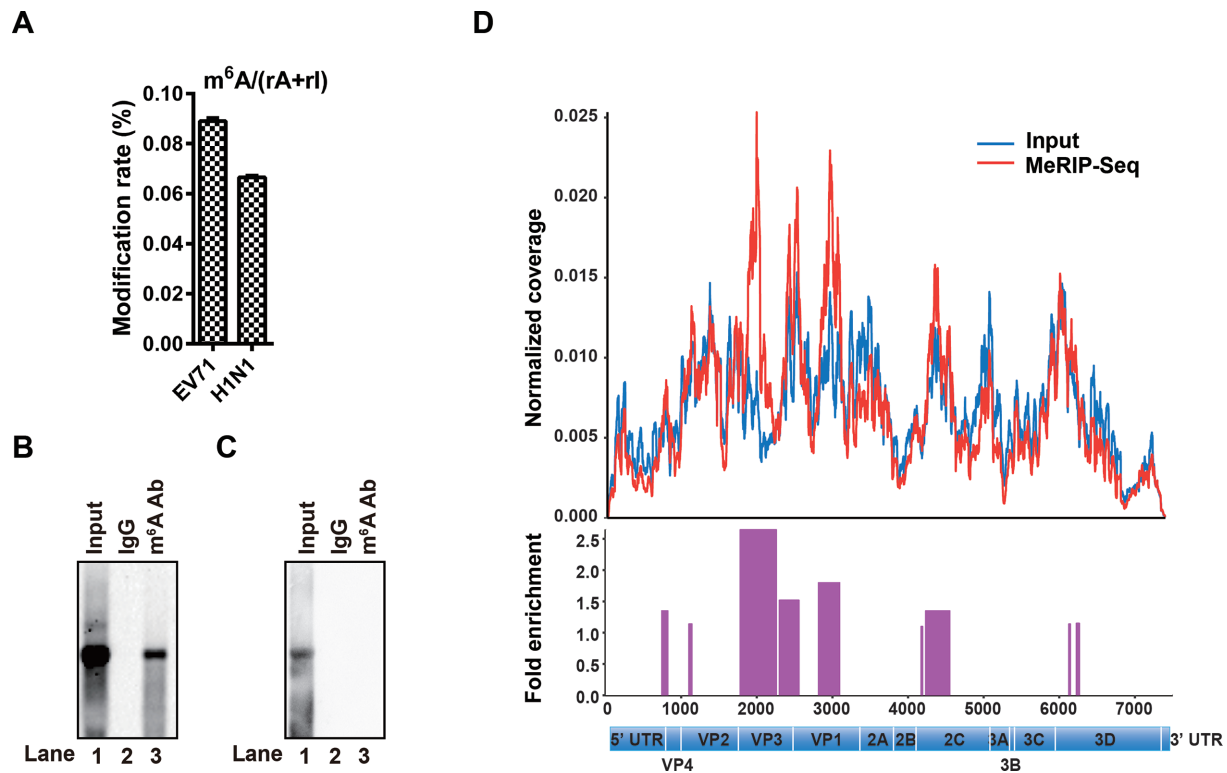 A
m⁶A/(rA+rI)
Modification rate (%)
0.10
0.08
0.06
0.04
0.02
0.00
EV71
H1N1
B
Input
IgG
m⁶A Ab
Lane 1 2 3
C
Input
IgG
m⁶A Ab
Lane 1 2 3
D
Normalized coverage
0.025
0.020
0.015
0.010
0.005
0.000
Input
MeRIP-Seq
Fold enrichment
2.5
2.0
1.5
1.0
0.5
0.0
0 1000 2000 3000 4000 5000 6000 7000
5' UTR VP2 VP3 VP1 2A 2B 2C 3A 3C 3D 3' UTR
VP4 3B